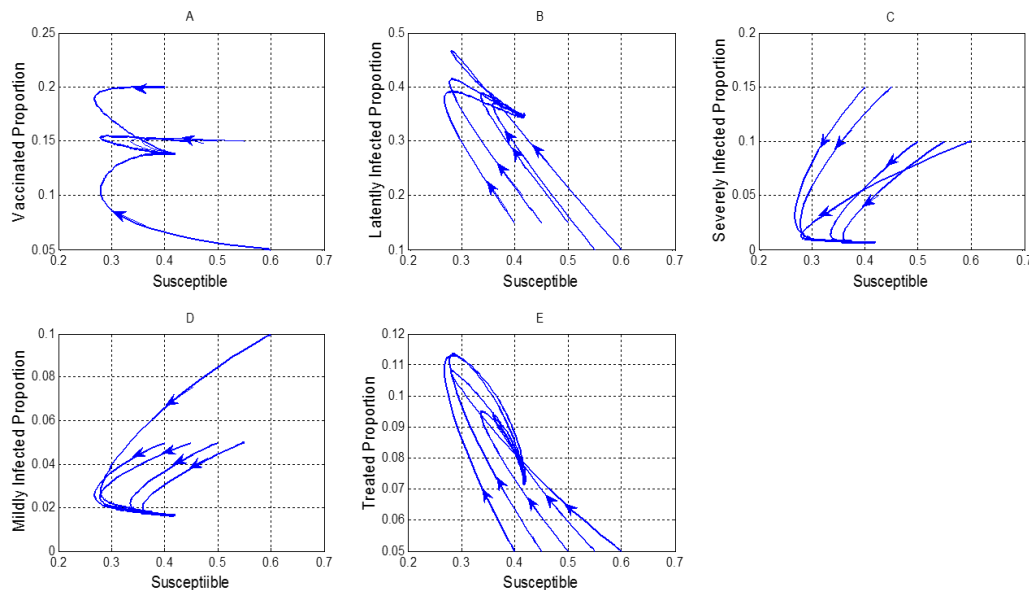 A
0.25
0.2
0.15
0.1
0.05
0.2 0.3 0.4 0.5 0.6 0.7
Vaccinated Proportion
Susceptible
B
0.5
0.4
0.3
0.2
0.1
0.2 0.3 0.4 0.5 0.6 0.7
Latently Infected Proportion
Susceptible
C
0.2
0.15
0.1
0.05
0
0.2 0.3 0.4 0.5 0.6 0.7
Severely Infected Proportion
Susceptible
D
0.1
0.08
0.06
0.04
0.02
0
0.2 0.3 0.4 0.5 0.6 0.7
Mildly Infected Proportion
Susceptiible
E
0.12
0.11
0.1
0.09
0.08
0.07
0.06
0.05
0.2 0.3 0.4 0.5 0.6 0.7
Treated Proportion
Susceptible